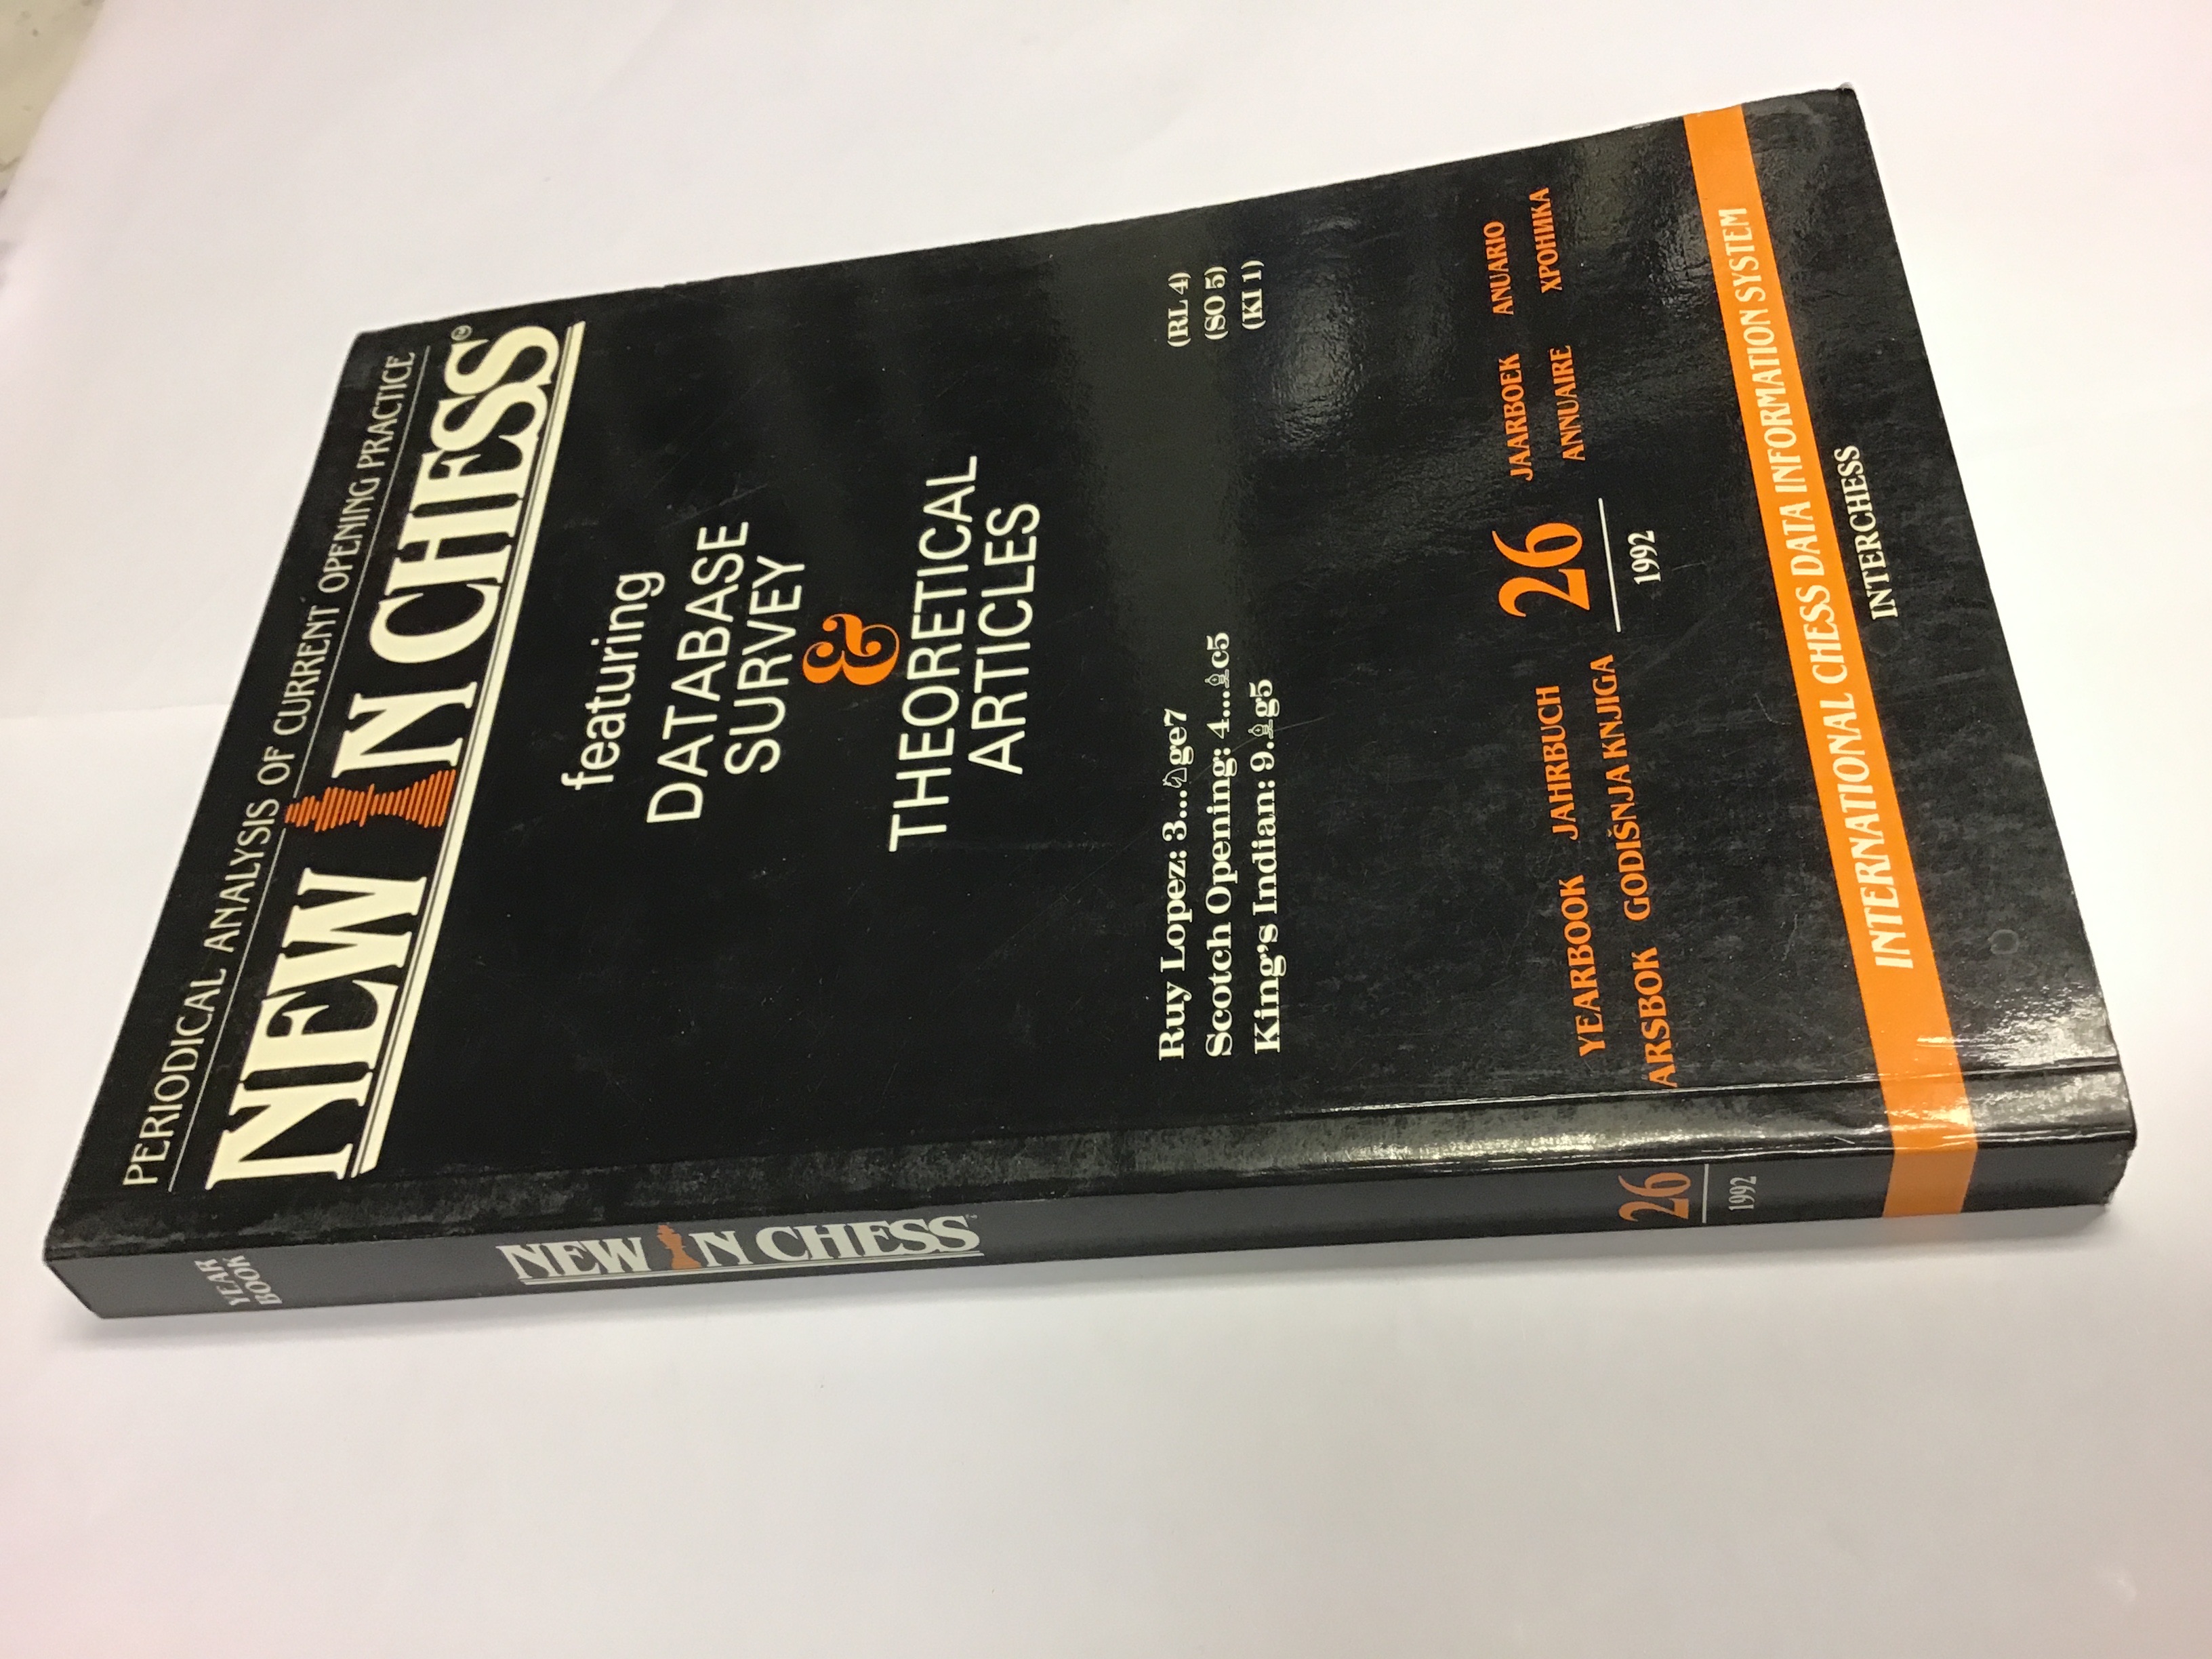 PERIODICAL ANALYSIS OF CURRENT OPENING PRACTICE
NEW IN CHESS®
featuring
DATABASE
SURVEY
&
THEORETICAL
ARTICLES
Ruy Lopez: 3...♘ge7 (RL 4)
Scotch Opening: 4...♗c5 (SO 5)
King's Indian: 9.♗g5 (KI 1)
YEARBOOK JAHRBUCH 26 JAARBOEK ANUARIO
ARSBOK GODIŠNJA KNJIGA 1992 ANNUAIRE ХРОНИКА
INTERNATIONAL CHESS DATA INFORMATION SYSTEM
INTERCHESS
YEAR
BOOK
NEW IN CHESS
26
1992